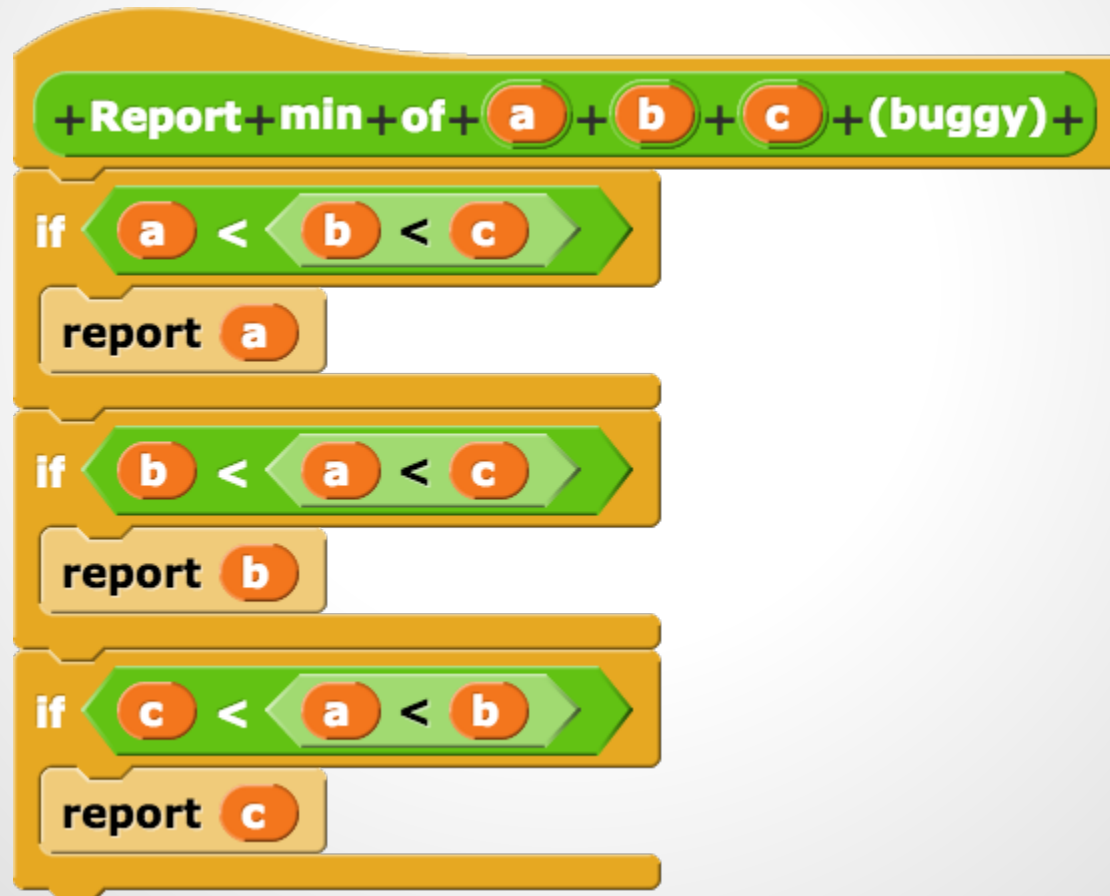 +Report+min+of+ a + b + c +(buggy)+
if a < b < c
report a
if b < a < c
report b
if c < a < b
report c